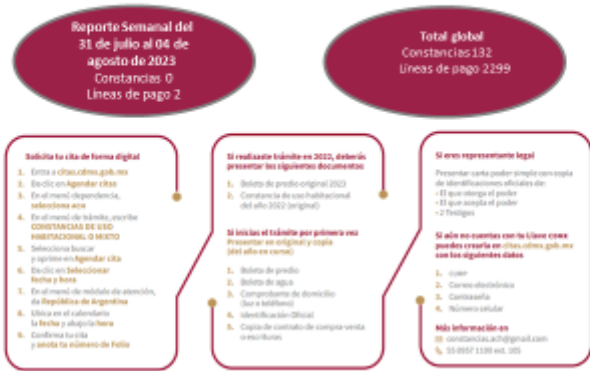 Reporte Semanal del
31 de julio al 04 de
agosto de 2023
Constancias 0
Líneas de pago 2
Total global
Constancias 132
Líneas de pago 2299
Solicita tu cita de forma digital
1. Entra a citas.cdmx.gob.mx
2. Da clic en Agendar citas
3. En el menú dependencia,
selecciona ACH
4. En el menú de trámite, escribe
CONSTANCIAS DE USO
HABITACIONAL O MIXTO
5. Selecciona buscar
y oprime en Agendar cita
6. Da clic en Seleccionar
fecha y hora
7. En el menú de módulo de atención,
da República de Argentina
8. Ubica en el calendario
la fecha y abajo la hora
9. Confirma tu cita
y anota tu número de Folio
Si realizaste trámite en 2022, deberás
presentar los siguientes documentos
1. Boleta de predio original 2023
2. Constancia de uso habitacional
del año 2022 (original)
Si inicias el trámite por primera vez
Presentar en original y copia
(del año en curso)
1. Boleta de predio
2. Boleta de agua
3. Comprobante de domicilio
(luz o teléfono)
4. Identificación Oficial
5. Copia de contrato de compra-venta
o escrituras
Si eres representante legal
Presentar carta poder simple con copia
de identificaciones oficiales de:
• El que otorga el poder
• El que acepta el poder
• 2 Testigos
Si aún no cuentas con tu Llave CDMX
puedes crearla en citas.cdmx.gob.mx
con los siguientes datos
1. CURP
2. Correo electrónico
3. Contraseña
4. Número celular
Más información en
constancias.ach@gmail.com
55 8957 1100 ext. 105